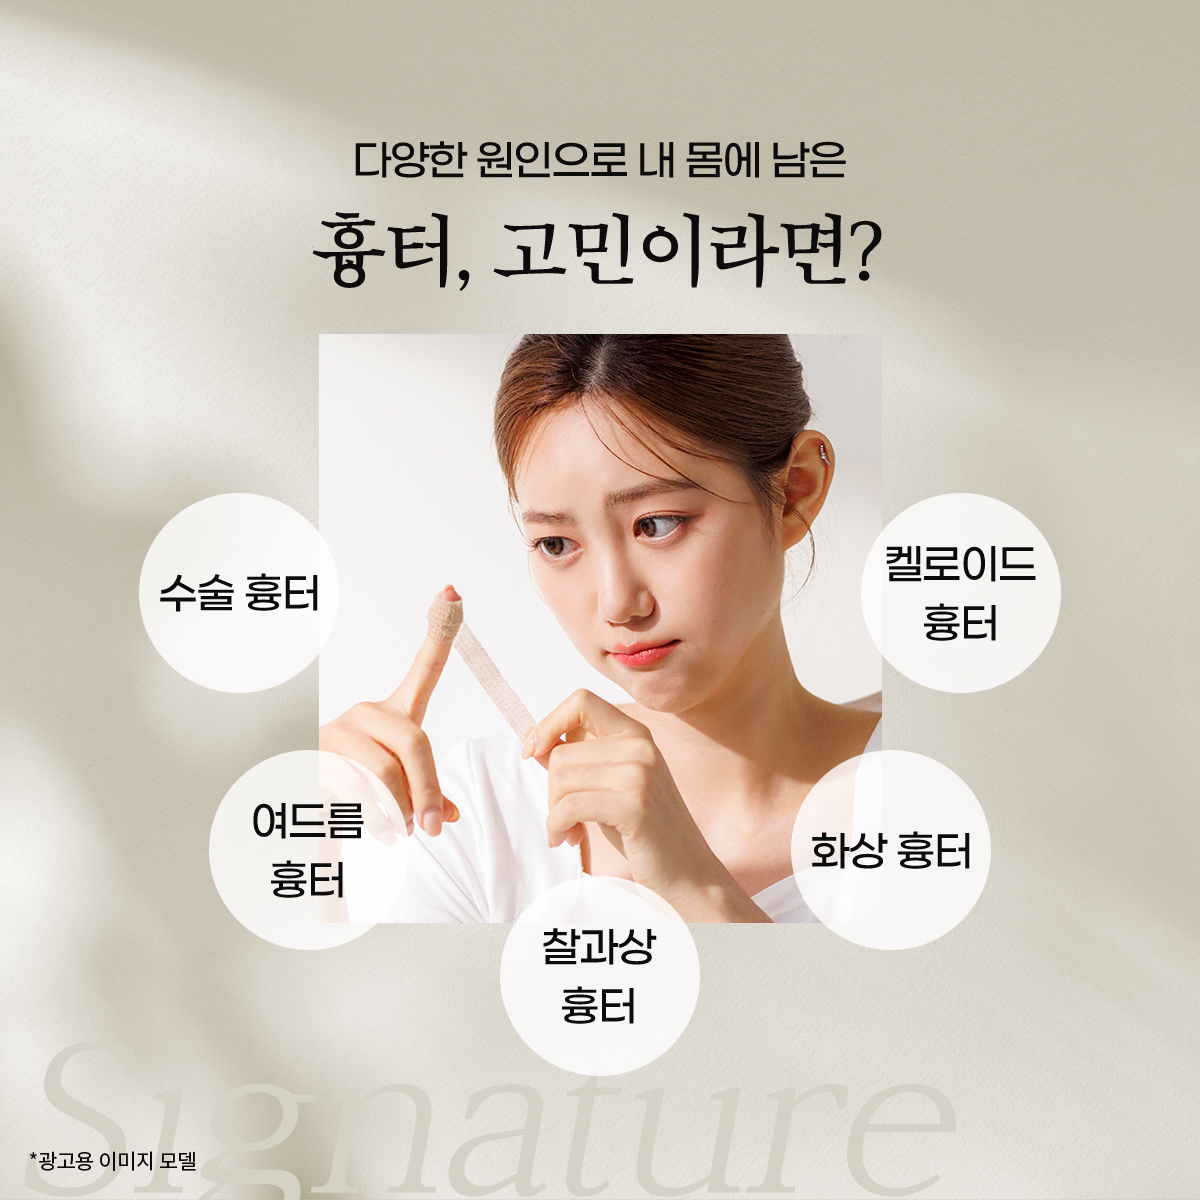 다양한 원인으로 내 몸에 남은
흉터, 고민이라면?
수술 흉터
켈로이드
흉터
여드름
흉터
화상 흉터
찰과상
흉터
Signature
*광고용 이미지 모델